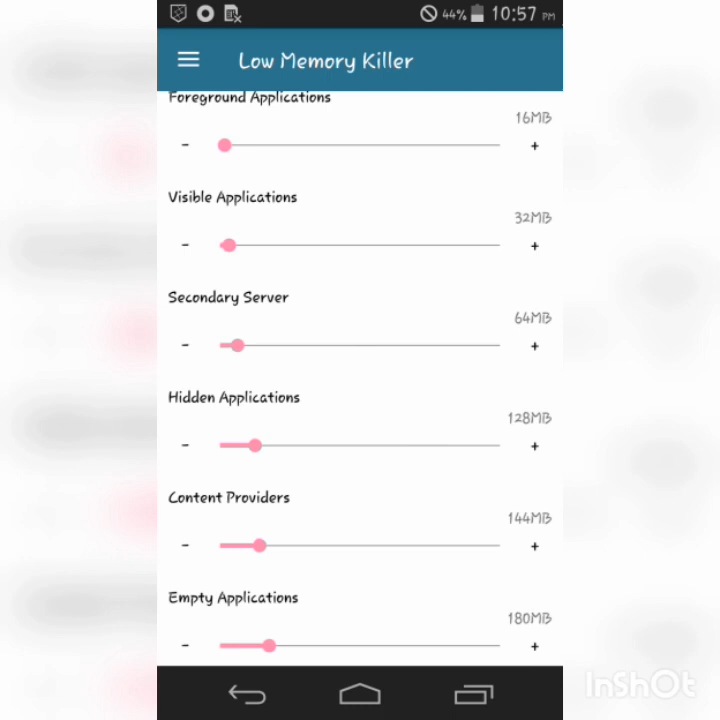 44% 10:57 PM
Low Memory Killer
Foreground Applications
16MB
- +
Visible Applications
32MB
- +
Secondary Server
64MB
- +
Hidden Applications
128MB
- +
Content Providers
144MB
- +
Empty Applications
180MB
- +
InShOt